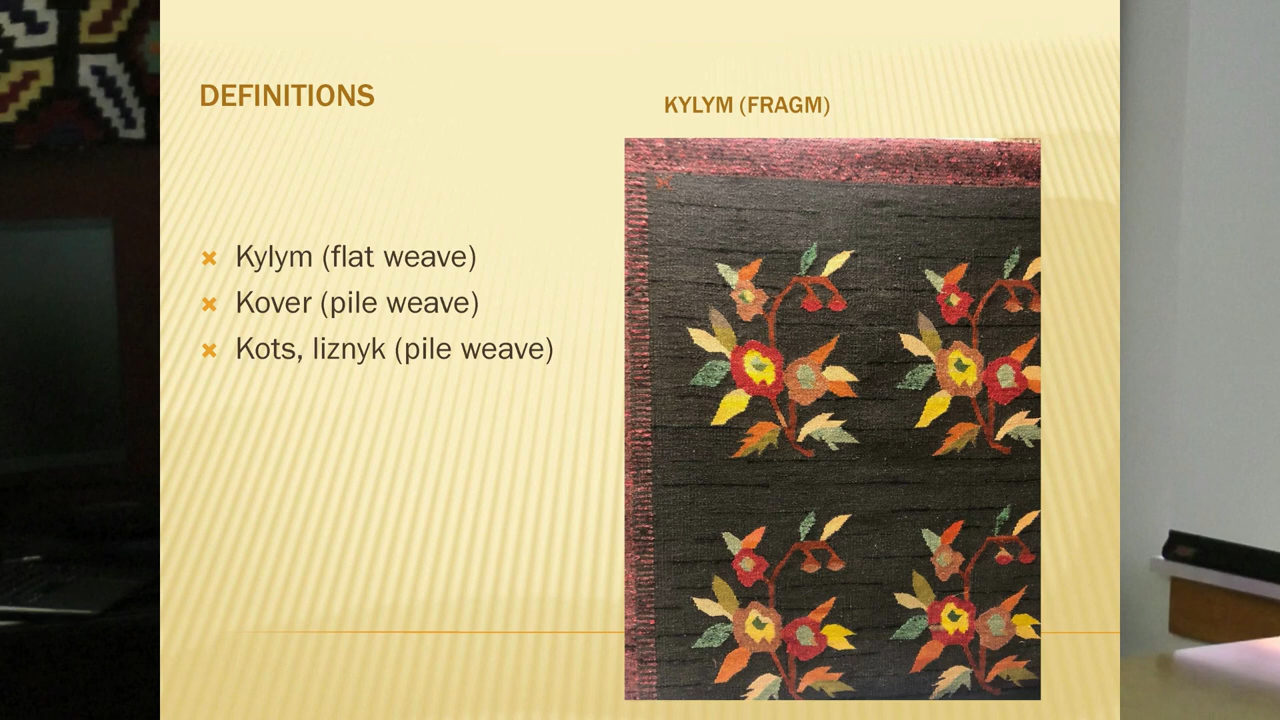 DEFINITIONS
KYLYM (FRAGM)
Kylym (flat weave)
Kover (pile weave)
Kots, liznyk (pile weave)